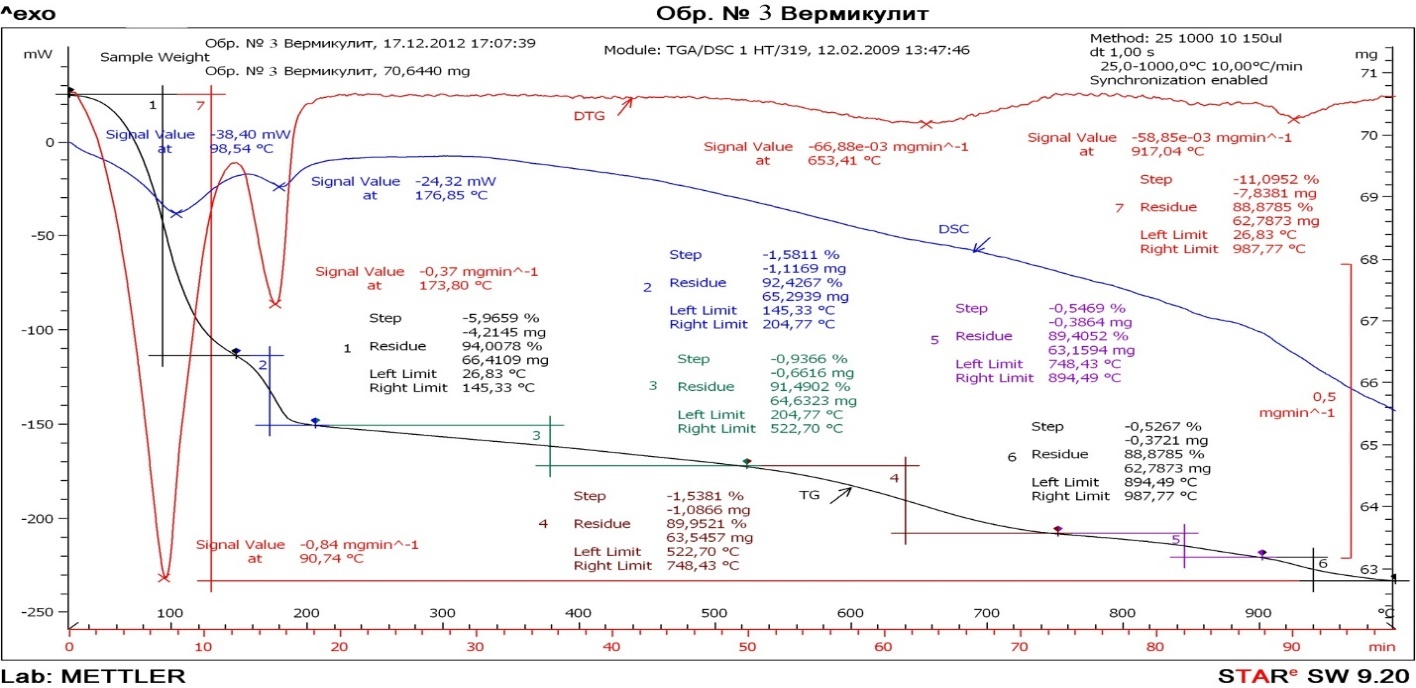 ^exo
Обр. № 3 Вермикулит
mW
Sample Weight
Обр. № 3 Вермикулит, 17.12.2012 17:07:39
Обр. № 3 Вермикулит, 70,6440 mg
Module: TGA/DSC 1 HT/319, 12.02.2009 13:47:46
Method: 25 1000 10 150ul
dt 1,00 s
25,0-1000,0°C 10,00°C/min
Synchronization enabled
mg
71
70
69
68
67
66
65
64
63
0
-50
-100
-150
-200
-250
1
7
Signal Value -38,40 mW
at 98,54 °C
Signal Value -24,32 mW
at 176,85 °C
DTG
Signal Value -66,88e-03 mgmin^-1
at 653,41 °C
Signal Value -58,85e-03 mgmin^-1
at 917,04 °C
7
Step -11,0952 %
-7,8381 mg
Residue 88,8785 %
62,7873 mg
Left Limit 26,83 °C
Right Limit 987,77 °C
DSC
Signal Value -0,37 mgmin^-1
at 173,80 °C
2
Step -1,5811 %
-1,1169 mg
Residue 92,4267 %
65,2939 mg
Left Limit 145,33 °C
Right Limit 204,77 °C
1
Step -5,9659 %
-4,2145 mg
Residue 94,0078 %
66,4109 mg
Left Limit 26,83 °C
Right Limit 145,33 °C
5
Step -0,5469 %
-0,3864 mg
Residue 89,4052 %
63,1594 mg
Left Limit 748,43 °C
Right Limit 894,49 °C
3
Step -0,9366 %
-0,6616 mg
Residue 91,4902 %
64,6323 mg
Left Limit 204,77 °C
Right Limit 522,70 °C
0,5
mgmin^-1
6
Step -0,5267 %
-0,3721 mg
Residue 88,8785 %
62,7873 mg
Left Limit 894,49 °C
Right Limit 987,77 °C
2
3
4
TG
5
6
4
Step -1,5381 %
-1,0866 mg
Residue 89,9521 %
63,5457 mg
Left Limit 522,70 °C
Right Limit 748,43 °C
Signal Value -0,84 mgmin^-1
at 90,74 °C
100 200 300 400 500 600 700 800 900 °C
0 10 20 30 40 50 60 70 80 90 min
Lab: METTLER
STARe SW 9.20